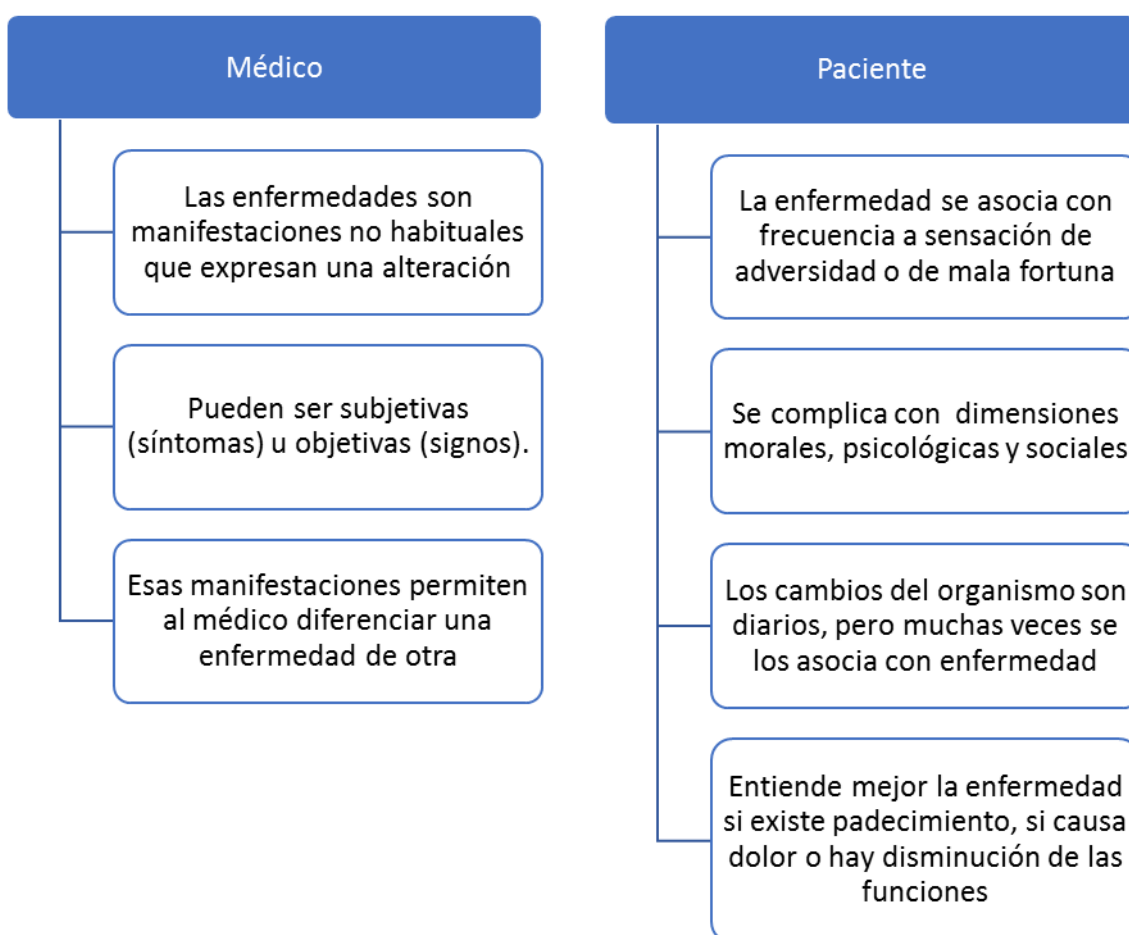 Médico
Las enfermedades son
manifestaciones no habituales
que expresan una alteración
Pueden ser subjetivas
(síntomas) u objetivas (signos).
Esas manifestaciones permiten
al médico diferenciar una
enfermedad de otra
Paciente
La enfermedad se asocia con
frecuencia a sensación de
adversidad o de mala fortuna
Se complica con dimensiones
morales, psicológicas y sociales
Los cambios del organismo son
diarios, pero muchas veces se
los asocia con enfermedad
Entiende mejor la enfermedad
si existe padecimiento, si causa
dolor o hay disminución de las
funciones